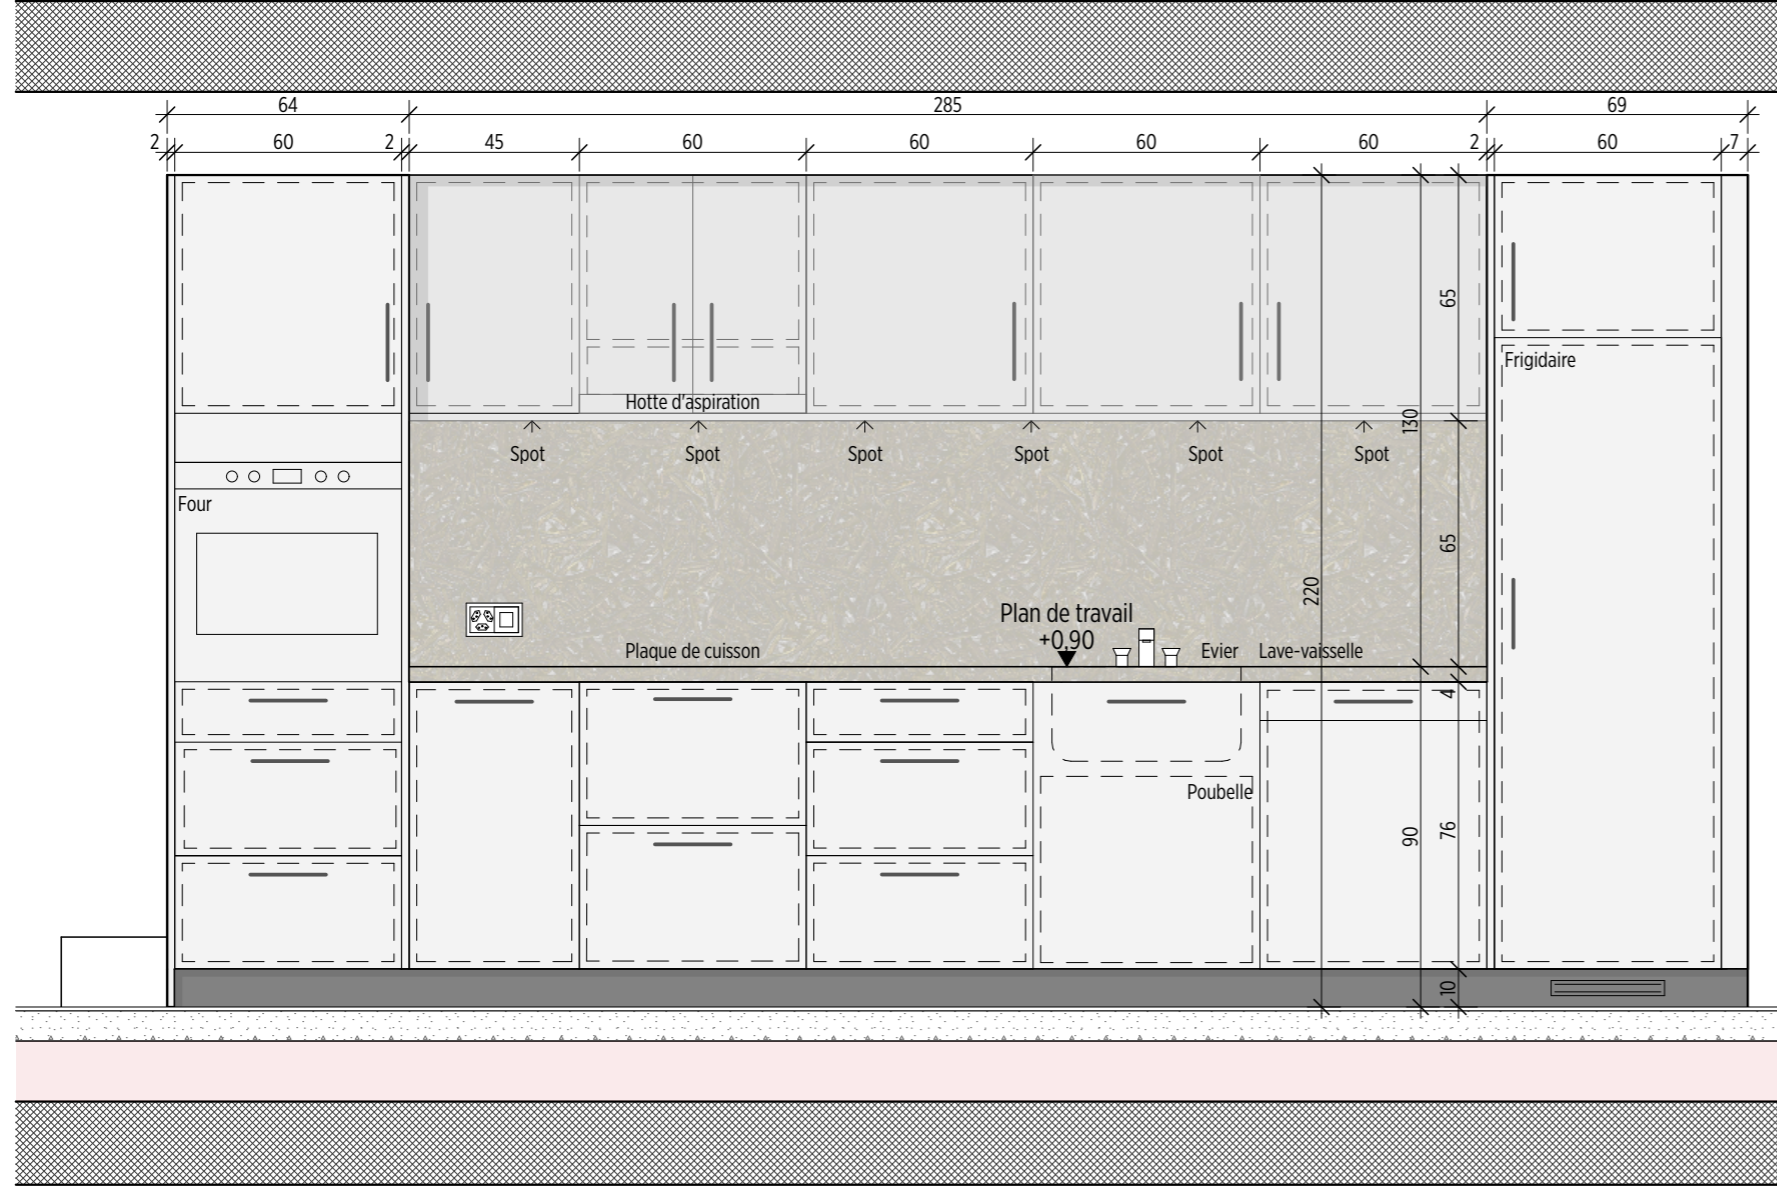 64
285
69
2
60
2
45
60
60
60
60
2
60
7
65
Frigidaire
Hotte d'aspiration
130
Spot
Spot
Spot
Spot
Spot
Spot
Four
65
220
Plan de travail
+0,90
Plaque de cuisson
Evier
Lave-vaisselle
4
Poubelle
90
76
10